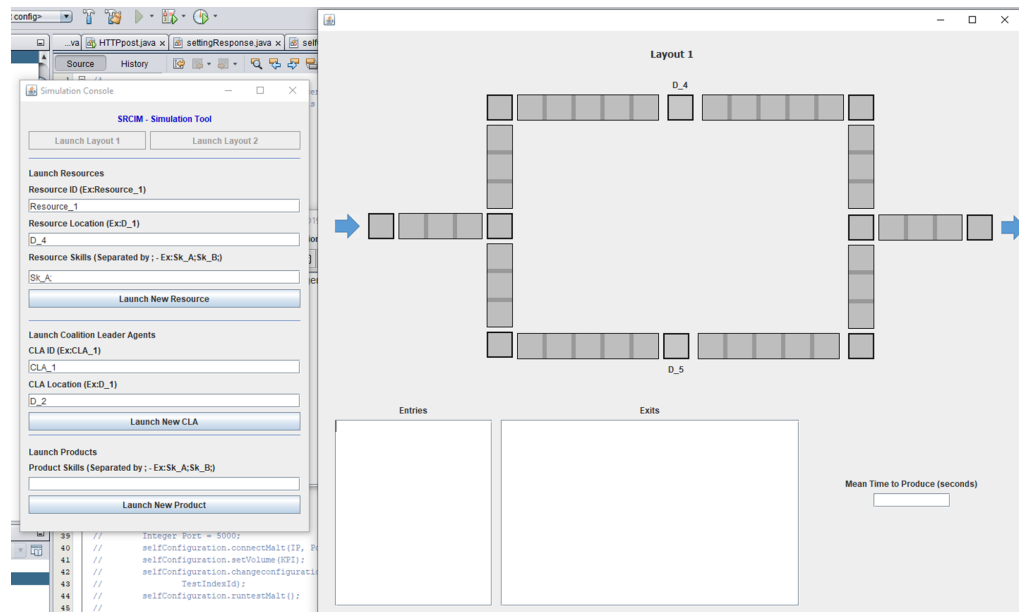 config>
...va
HTTPpost.java x
settingResponse.java x
self
Source
History
1
/*
Simulation Console
SRCIM - Simulation Tool
Launch Layout 1
Launch Layout 2
Launch Resources
Resource ID (Ex:Resource_1)
Resource_1
Resource Location (Ex:D_1)
D_4
Resource Skills (Separated by ; - Ex:Sk_A;Sk_B;)
Sk_A;
Launch New Resource
Launch Coalition Leader Agents
CLA ID (Ex:CLA_1)
CLA_1
CLA Location (Ex:D_1)
D_2
Launch New CLA
Launch Products
Product Skills (Separated by ; - Ex:Sk_A;Sk_B;)
Launch New Product
39 // Integer Port = 5000;
40 // selfConfiguration.connectMalt(IP, Po
41 // selfConfiguration.setVolume(KPI);
42 // selfConfiguration.changeconfiguratio
43 // TestIndexId);
44 // selfConfiguration.runtestMalt();
45 //
Layout 1
D_4
D_5
Entries
Exits
Mean Time to Produce (seconds)